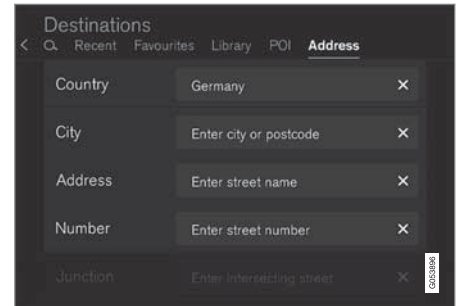 Destinations
Recent Favourites Library POI Address
Country Germany
City Enter city or postcode
Address Enter street name
Number Enter street number
Junction Enter intersecting street
G053896